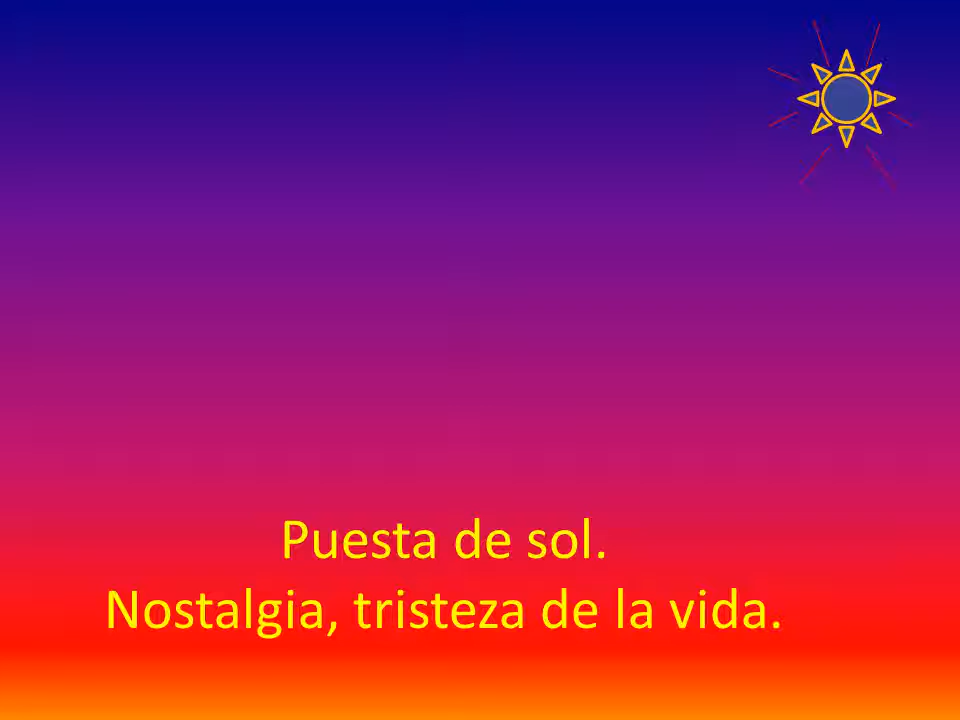 Puesta de sol.
Nostalgia, tristeza de la vida.